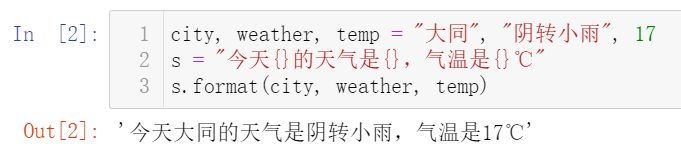 In [2]:
1 city, weather, temp = "大同", "阴转小雨", 17
2 s = "今天{}的天气是{}，气温是{}℃"
3 s.format(city, weather, temp)
Out[2]: '今天大同的天气是阴转小雨，气温是17℃'